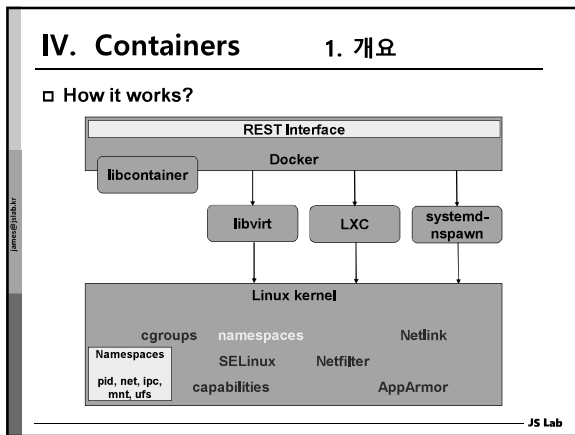 IV. Containers 1. 개요
How it works?
REST Interface
Docker
libcontainer
libvirt
LXC
systemd-
nspawn
Linux kernel
cgroups namespaces Netlink
Namespaces
pid, net, ipc,
mnt, ufs
SELinux Netfilter
capabilities AppArmor
james@jslab.kr
JS Lab